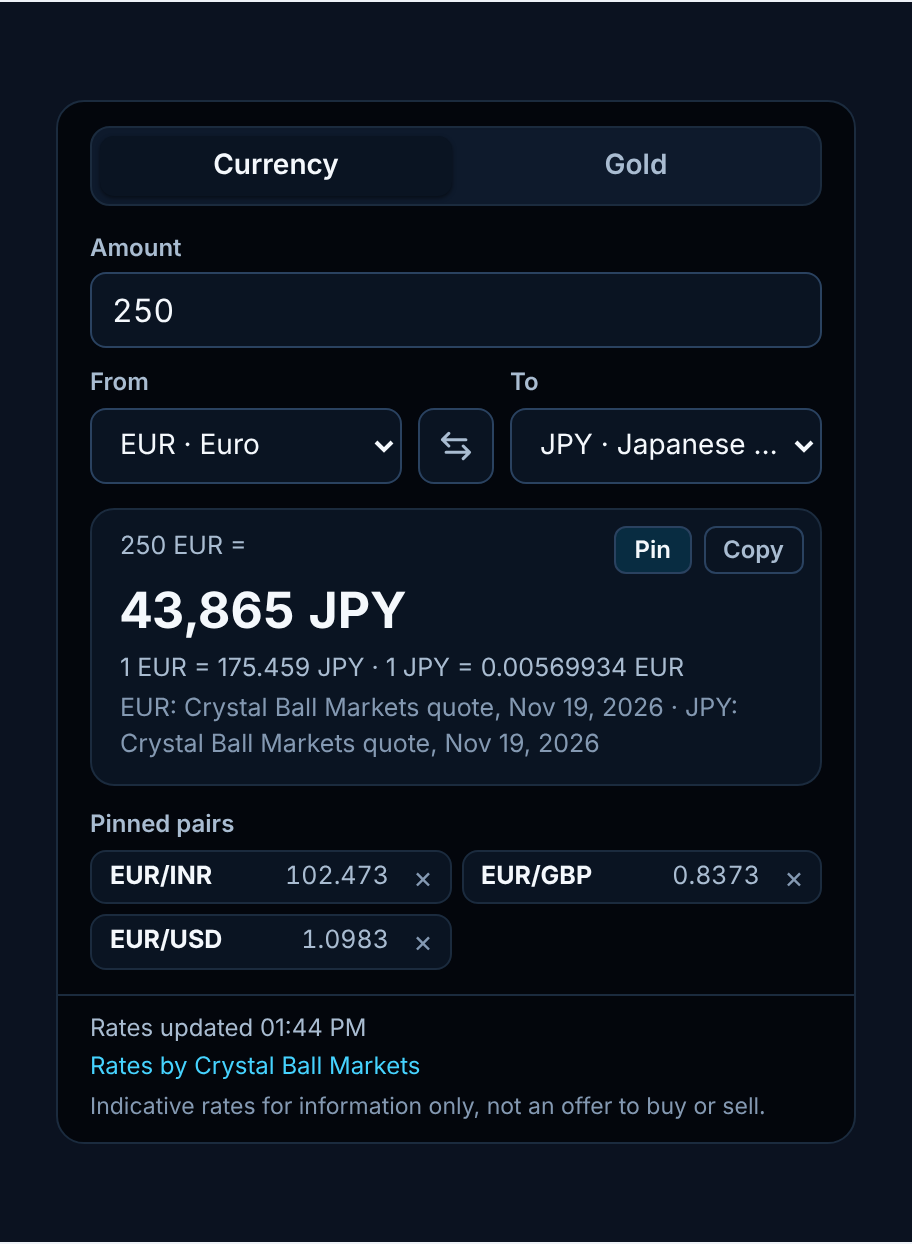 Currency Gold
Amount
250
From To
EUR · Euro JPY · Japanese ...
250 EUR = Pin Copy
43,865 JPY
1 EUR = 175.459 JPY · 1 JPY = 0.00569934 EUR
EUR: Crystal Ball Markets quote, Nov 19, 2026 · JPY:
Crystal Ball Markets quote, Nov 19, 2026
Pinned pairs
EUR/INR 102.473 × EUR/GBP 0.8373 ×
EUR/USD 1.0983 ×
Rates updated 01:44 PM
Rates by Crystal Ball Markets
Indicative rates for information only, not an offer to buy or sell.